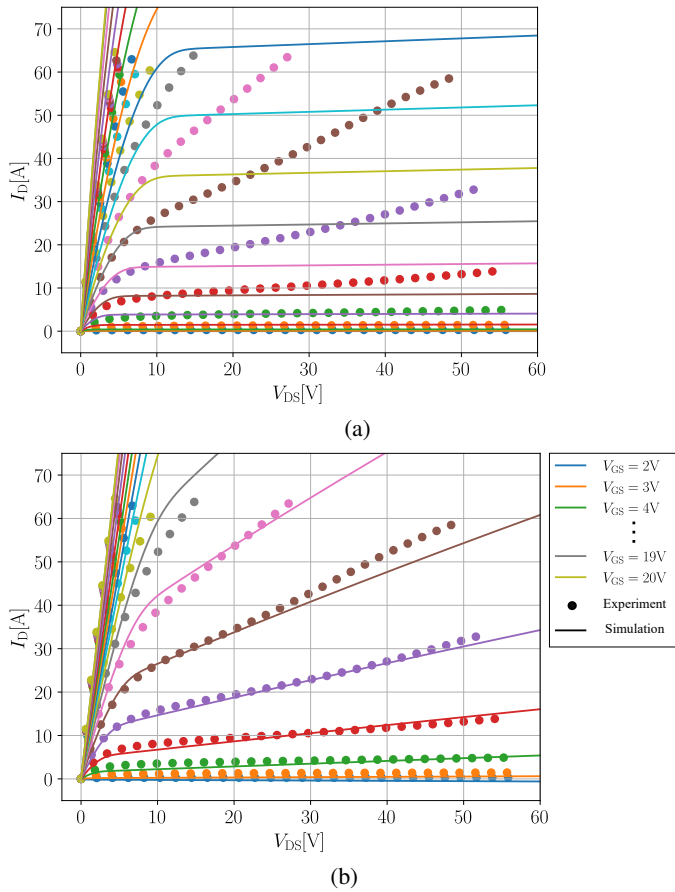 70
60
50
40
30
20
10
0
I_D[A]
0 10 20 30 40 50 60
V_DS[V]
(a)
70
60
50
40
30
20
10
0
I_D[A]
0 10 20 30 40 50 60
V_DS[V]
(b)
V_GS = 2V
V_GS = 3V
V_GS = 4V
⋮
V_GS = 19V
V_GS = 20V
Experiment
Simulation